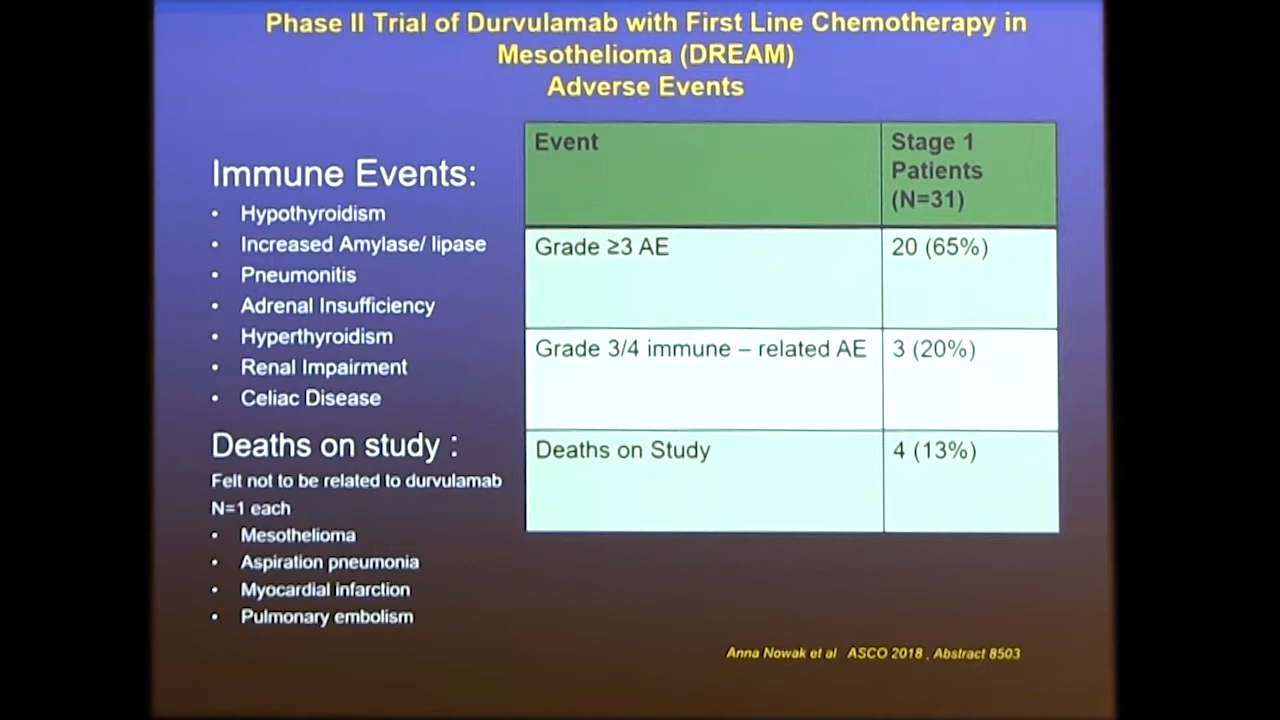 Phase II Trial of Durvulamab with First Line Chemotherapy in
Mesothelioma (DREAM)
Adverse Events
Immune Events:
• Hypothyroidism
• Increased Amylase/ lipase
• Pneumonitis
• Adrenal Insufficiency
• Hyperthyroidism
• Renal Impairment
• Celiac Disease
Deaths on study :
Felt not to be related to durvulamab
N=1 each
• Mesothelioma
• Aspiration pneumonia
• Myocardial infarction
• Pulmonary embolism
Event
Stage 1
Patients
(N=31)
Grade ≥3 AE
20 (65%)
Grade 3/4 immune – related AE
3 (20%)
Deaths on Study
4 (13%)
Anna Nowak et al ASCO 2018 , Abstract 8503